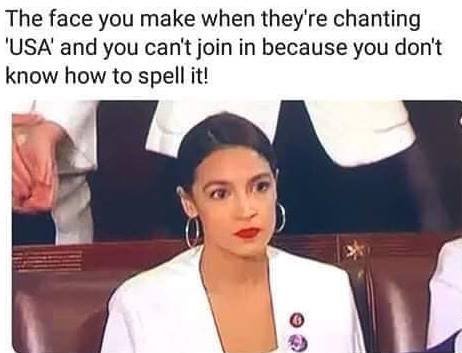 The face you make when they're chanting
'USA' and you can't join in because you don't
know how to spell it!